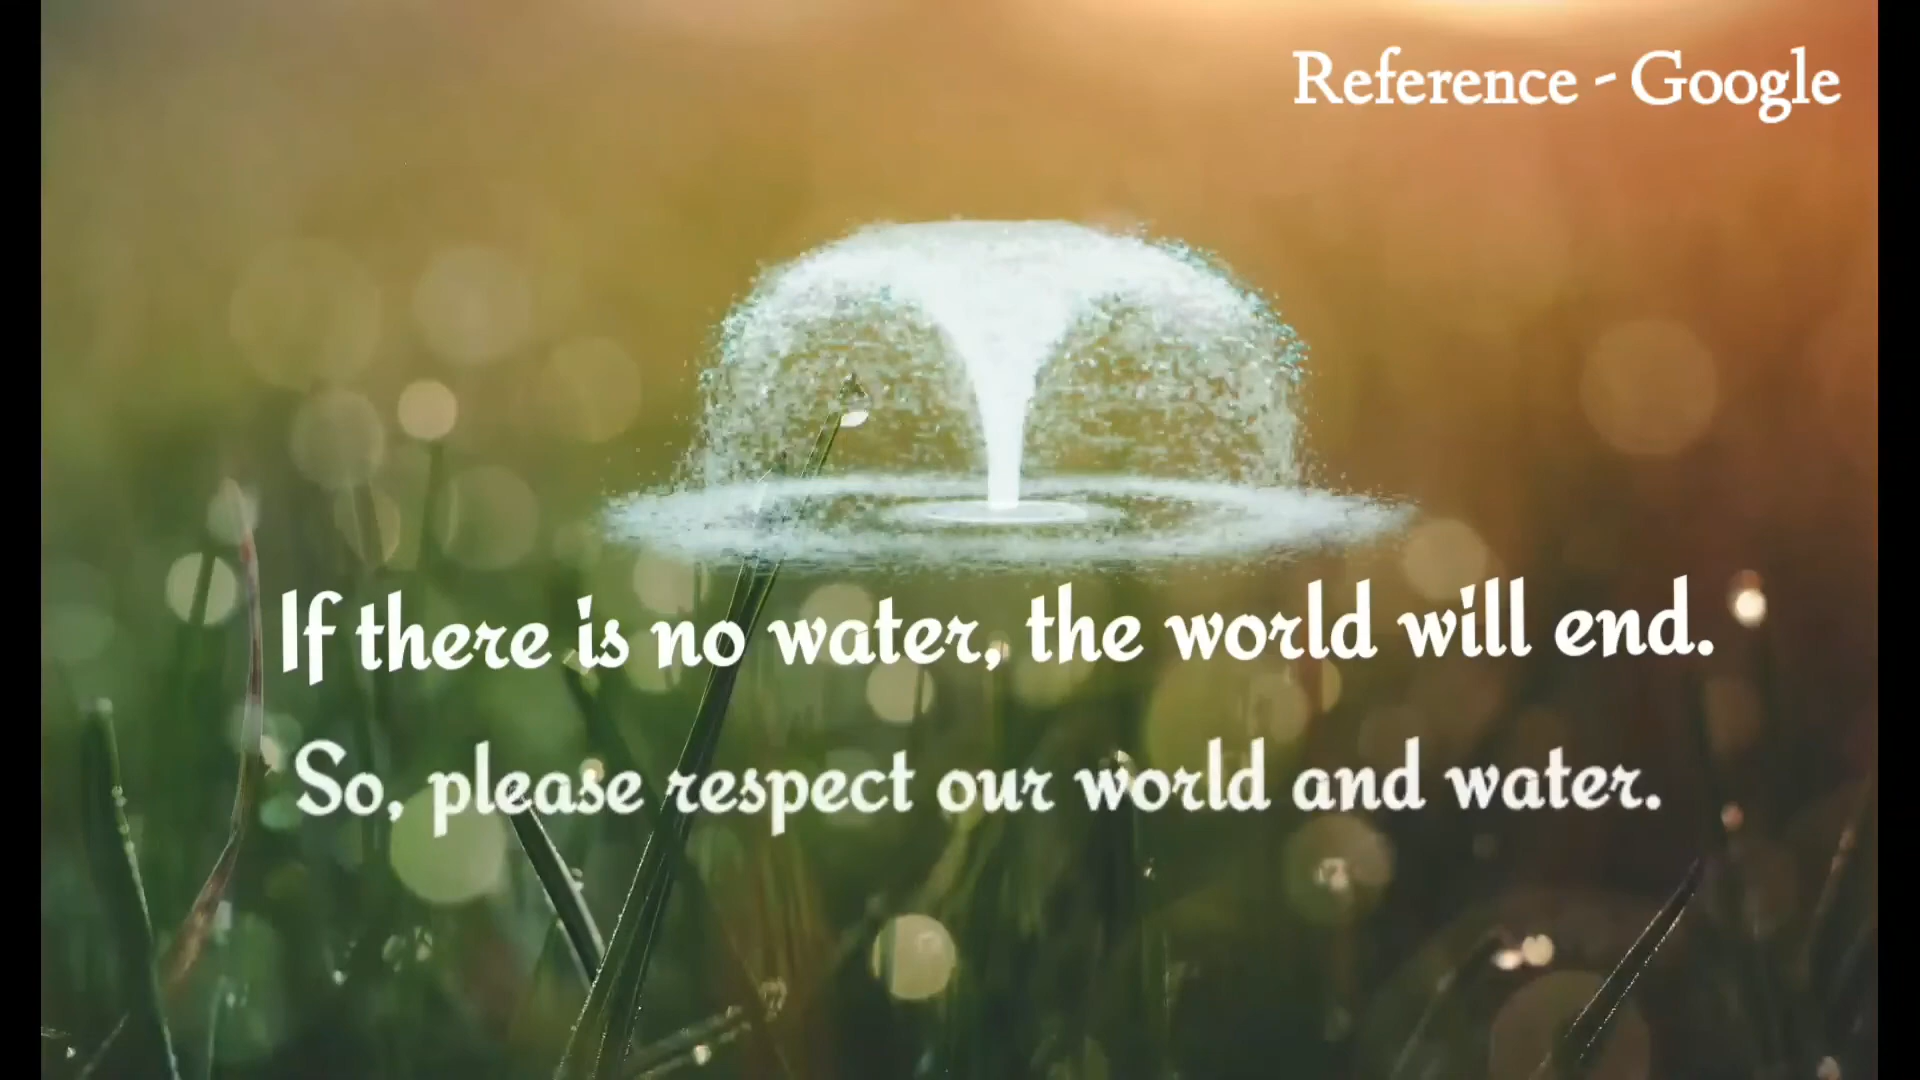 Reference - Google
If there is no water, the world will end.
So, please respect our world and water.